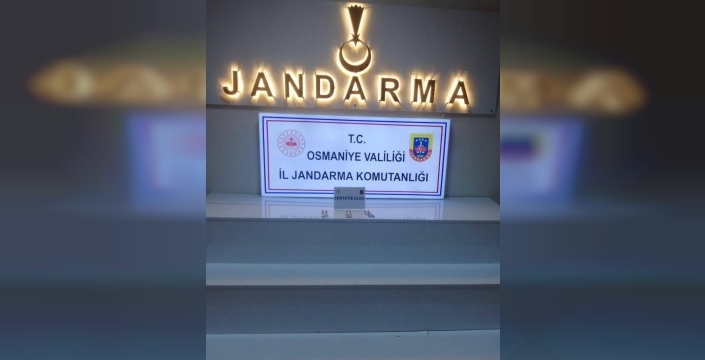 JANDARMA
T.C.
OSMANİYE VALİLİĞİ
İL JANDARMA KOMUTANLIĞI